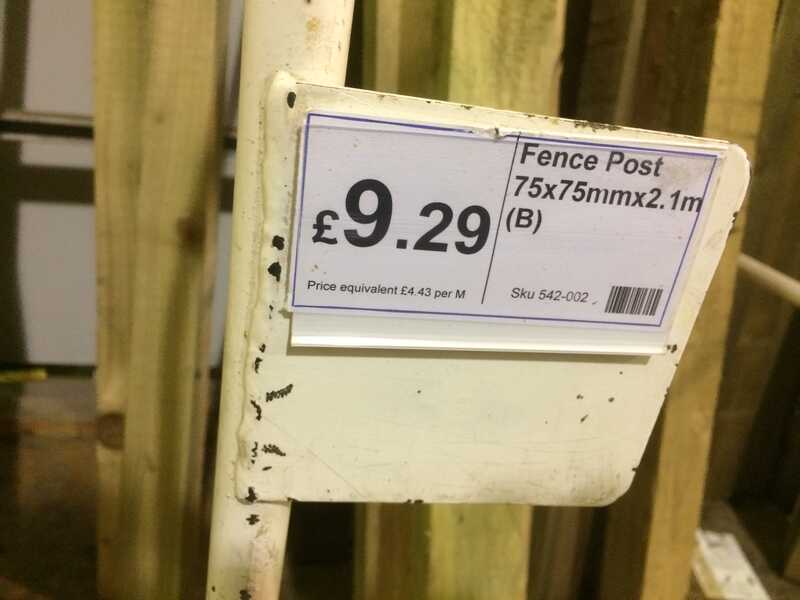 £9.29
Price equivalent £4.43 per M
Fence Post
75x75mmx2.1m
(B)
Sku 542-002